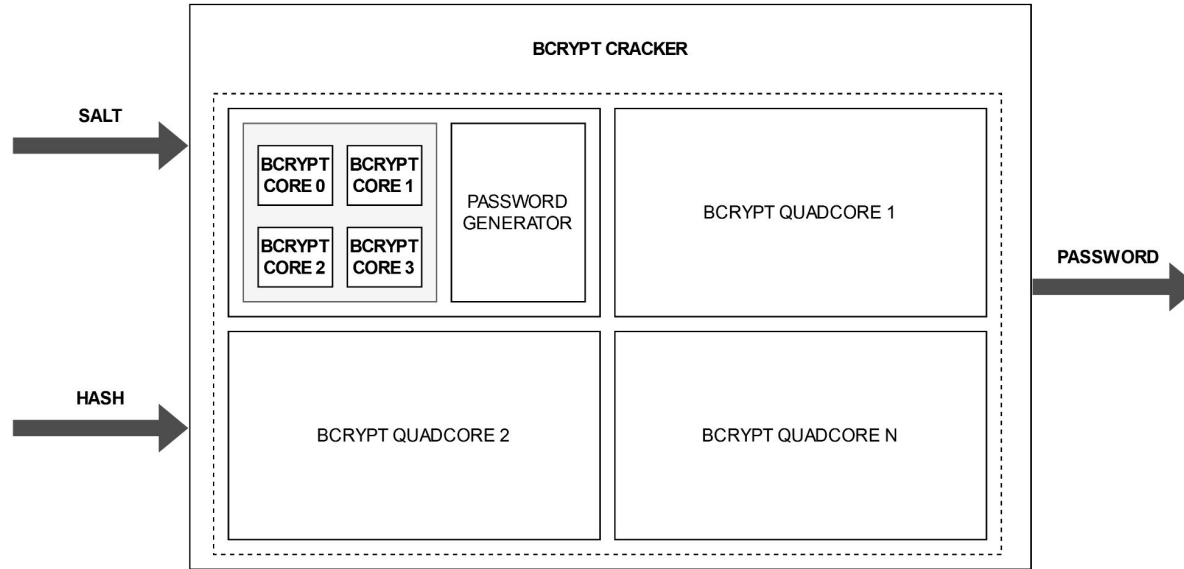 BCRYPT CRACKER
SALT
BCRYPT
CORE 0
BCRYPT
CORE 1
BCRYPT
CORE 2
BCRYPT
CORE 3
PASSWORD
GENERATOR
BCRYPT QUADCORE 1
PASSWORD
HASH
BCRYPT QUADCORE 2
BCRYPT QUADCORE N